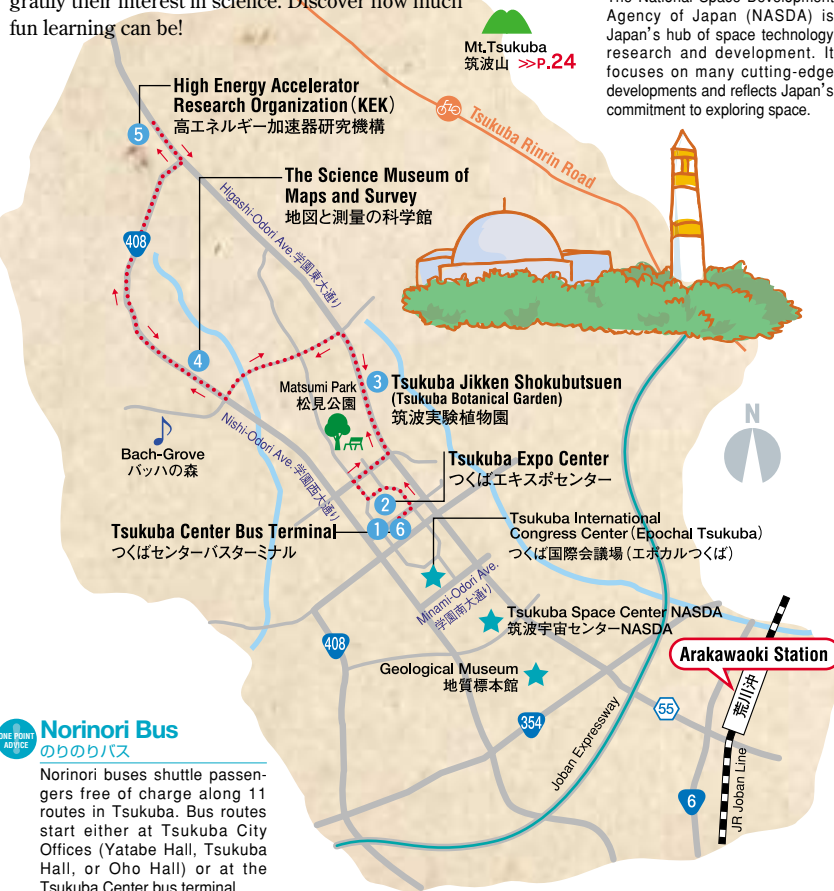 gratify their interest in science. Discover how much
fun learning can be!
Mt.Tsukuba
筑波山 >>P.24
The National Space Development
Agency of Japan (NASDA) is
Japan's hub of space technology
research and development. It
focuses on many cutting-edge
developments and reflects Japan's
commitment to exploring space.
High Energy Accelerator
Research Organization (KEK)
高エネルギー加速器研究機構
5
Tsukuba Rinrin Road
The Science Museum of
Maps and Survey
地図と測量の科学館
Higashi-Odori Ave.学園東大通り
408
4
Matsumi Park
松見公園
3
Tsukuba Jikken Shokubutsuen
(Tsukuba Botanical Garden)
筑波実験植物園
N
Bach-Grove
バッハの森
Nishi-Odori Ave.学園西大通り
Tsukuba Expo Center
つくばエキスポセンター
2
Tsukuba Center Bus Terminal
つくばセンターバスターミナル
1
6
Tsukuba International
Congress Center (Epochal Tsukuba)
つくば国際会議場(エポカルつくば)
Minami-Odori Ave.
学園南大通り
Tsukuba Space Center NASDA
筑波宇宙センターNASDA
408
Arakawaoki Station
荒川沖
Geological Museum
地質標本館
354
55
Joban Expressway
6
JR Joban Line
ONE POINT
ADVICE
Norinori Bus
のりのりバス
Norinori buses shuttle passen-
gers free of charge along 11
routes in Tsukuba. Bus routes
start either at Tsukuba City
Offices (Yatabe Hall, Tsukuba
Hall, or Oho Hall) or at the
Tsukuba Center bus terminal